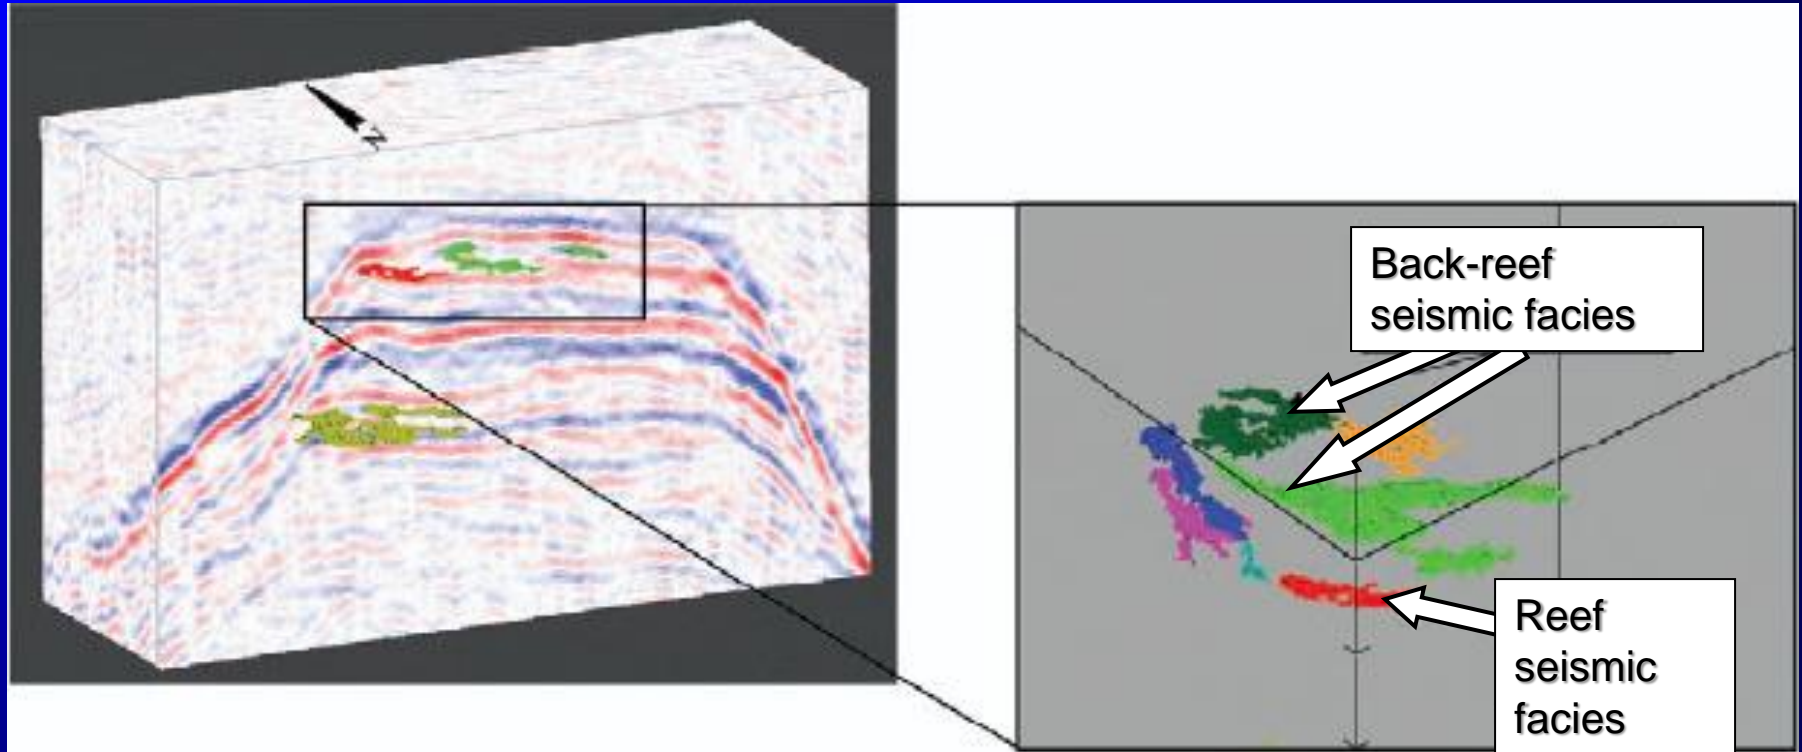 N
Back-reef
seismic facies
Reef
seismic
facies